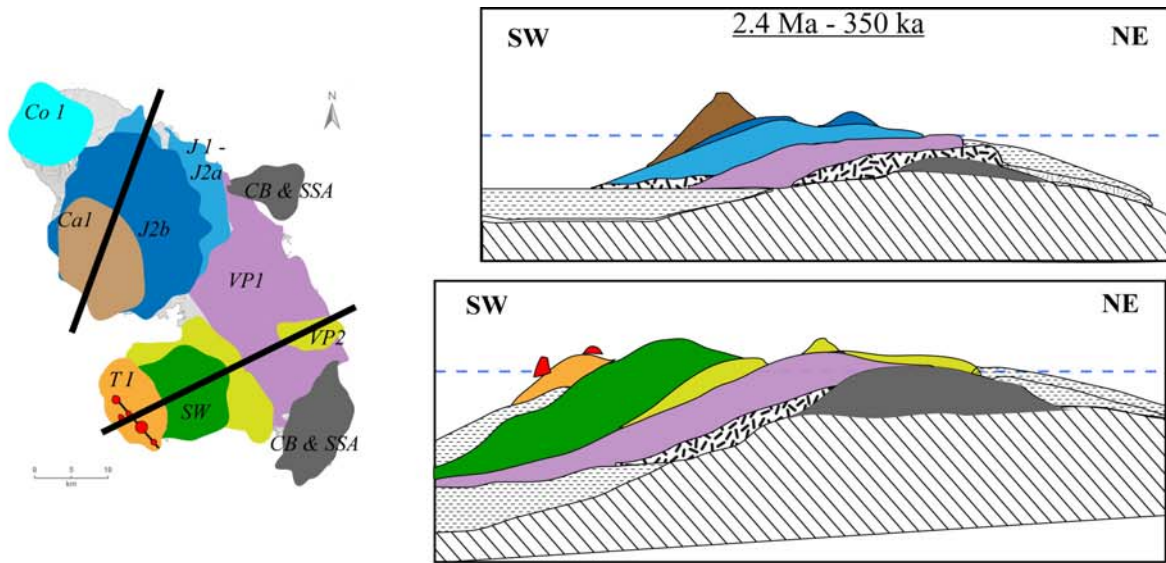 Co 1
N
J 1 -
J2a
CB & SSA
Ca1
J2b
VP1
VP2
T I
SW
CB & SSA
0 5 10
km
2.4 Ma - 350 ka
SW
NE
SW
NE